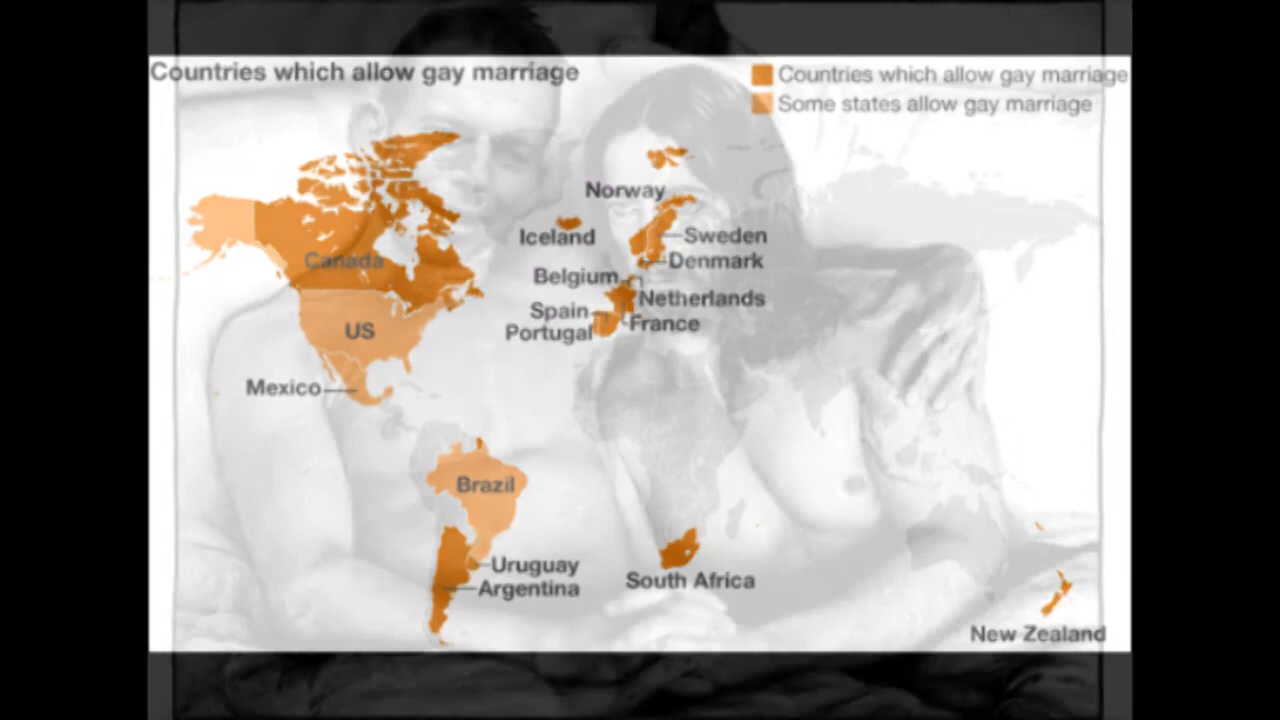 Countries which allow gay marriage
Countries which allow gay marriage
Some states allow gay marriage
Norway
Iceland
Sweden
Canada
Denmark
Belgium
Netherlands
Spain
France
US
Portugal
Mexico
Brazil
Uruguay
South Africa
Argentina
New Zealand